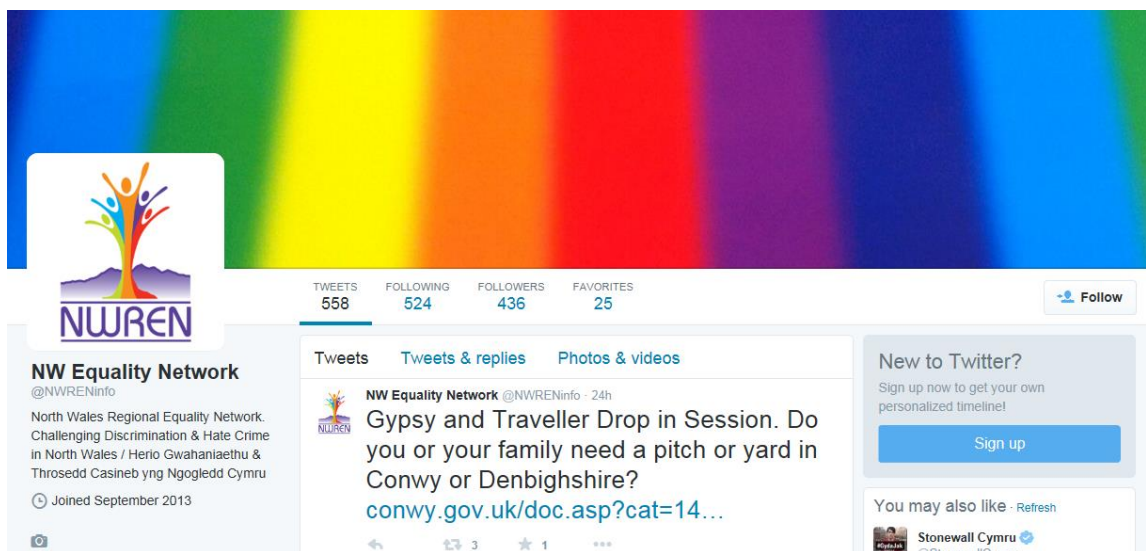 NWREN
NW Equality Network
@NWRENinfo
North Wales Regional Equality Network.
Challenging Discrimination & Hate Crime
in North Wales / Herio Gwahaniaethu &
Throsedd Casineb yng Ngogledd Cymru
Joined September 2013
TWEETS FOLLOWING FOLLOWERS FAVORITES
558 524 436 25
Follow
Tweets Tweets & replies Photos & videos
NWREN
NW Equality Network @NWRENinfo · 24h
Gypsy and Traveller Drop in Session. Do
you or your family need a pitch or yard in
Conwy or Denbighshire?
conwy.gov.uk/doc.asp?cat=14…
3 1
New to Twitter?
Sign up now to get your own
personalized timeline!
Sign up
You may also like · Refresh
Stonewall Cymru